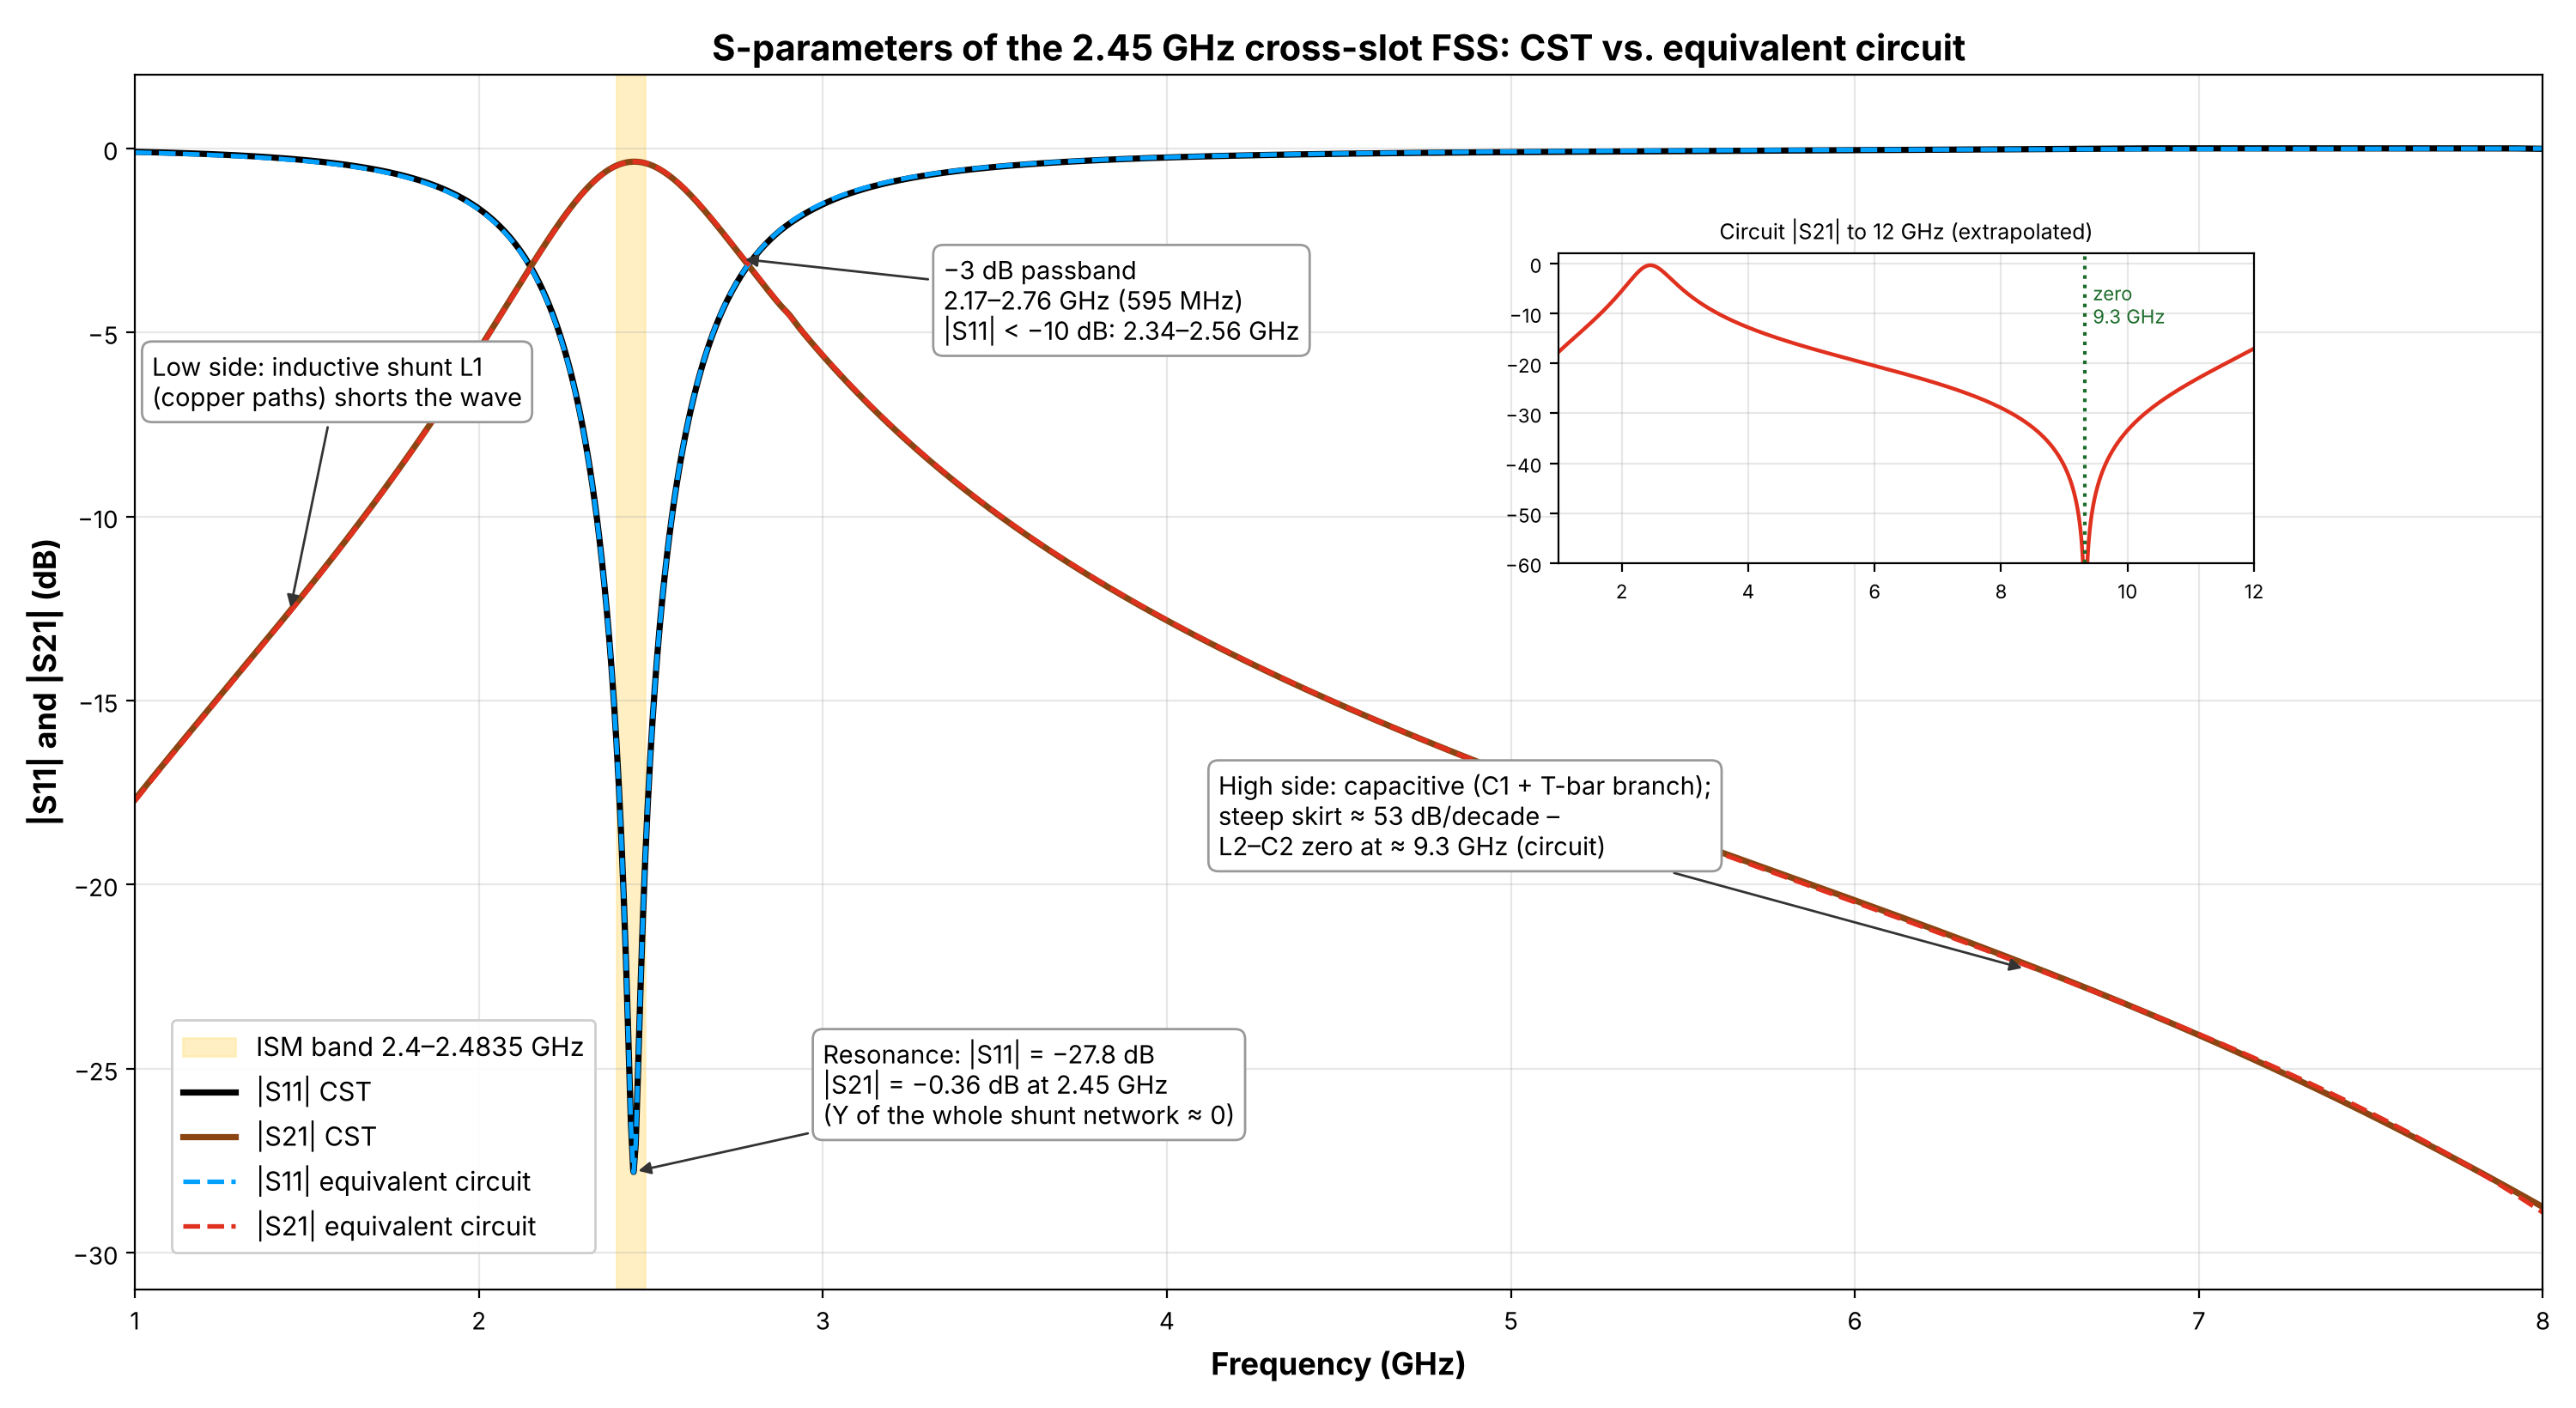 S-parameters of the 2.45 GHz cross-slot FSS: CST vs. equivalent circuit
|S11| and |S21| (dB)
0
−5
−10
−15
−20
−25
−30
Low side: inductive shunt L1
(copper paths) shorts the wave
−3 dB passband
2.17–2.76 GHz (595 MHz)
|S11| < −10 dB: 2.34–2.56 GHz
Circuit |S21| to 12 GHz (extrapolated)
0
−10
−20
−30
−40
−50
−60
zero
9.3 GHz
2 4 6 8 10 12
High side: capacitive (C1 + T-bar branch);
steep skirt ≈ 53 dB/decade –
L2–C2 zero at ≈ 9.3 GHz (circuit)
Resonance: |S11| = −27.8 dB
|S21| = −0.36 dB at 2.45 GHz
(Y of the whole shunt network ≈ 0)
ISM band 2.4–2.4835 GHz
|S11| CST
|S21| CST
|S11| equivalent circuit
|S21| equivalent circuit
1 2 3 4 5 6 7 8
Frequency (GHz)